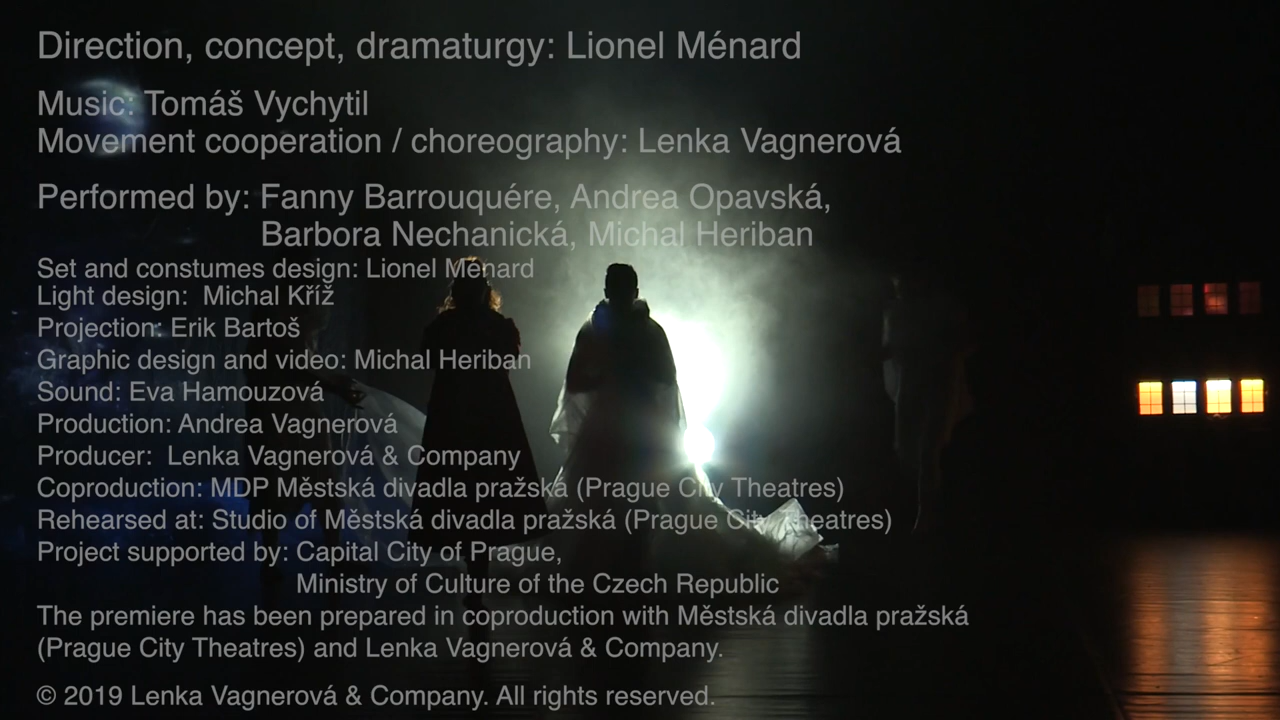 Direction, concept, dramaturgy: Lionel Ménard
Music: Tomáš Vychytil
Movement cooperation / choreography: Lenka Vagnerová
Performed by: Fanny Barrouquére, Andrea Opavská,
Barbora Nechanická, Michal Heriban
Set and constumes design: Lionel Ménard
Light design: Michal Kříž
Projection: Erik Bartoš
Graphic design and video: Michal Heriban
Sound: Eva Hamouzová
Production: Andrea Vagnerová
Producer: Lenka Vagnerová & Company
Coproduction: MDP Městská divadla pražská (Prague City Theatres)
Rehearsed at: Studio of Městská divadla pražská (Prague City Theatres)
Project supported by: Capital City of Prague,
Ministry of Culture of the Czech Republic
The premiere has been prepared in coproduction with Městská divadla pražská
(Prague City Theatres) and Lenka Vagnerová & Company.
© 2019 Lenka Vagnerová & Company. All rights reserved.